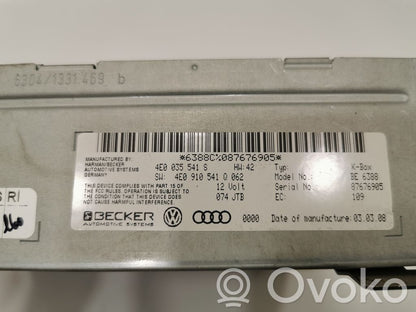 6304/1331 469 b
*6388C%087676905*
MANUFACTURED BY
HARMAN/BECKER
AUTOMOTIVE SYSTEMS
GERMANY
4E0 035 541 S HW:42 Typ: K-Box
SW: 4E0 910 541 Q 062 Model No.: BE 6388
THIS DEVICE COMPLIES WITH PART 15 OF
THE FCC RULES. OPERATION IS SUBJECT
TO THE CONDITION THAT THIS DEVICE
DOES NOT CAUSE HARMFUL INTERFERENCE
12 Volt Serial No.: 87676905
074 JTB EC: 109
BECKER
AUTOMOTIVE SYSTEMS
0000 Date of manufacture: 03.03.08
S RI
Ovoko